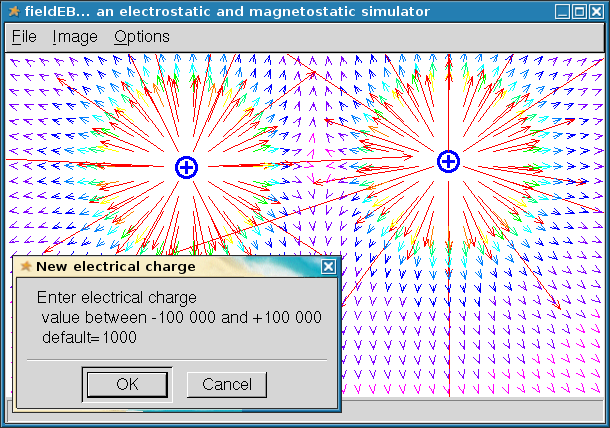 fieldEB... an electrostatic and magnetostatic simulator
File Image Options
New electrical charge
Enter electrical charge
value between -100 000 and +100 000
default=1000
OK Cancel